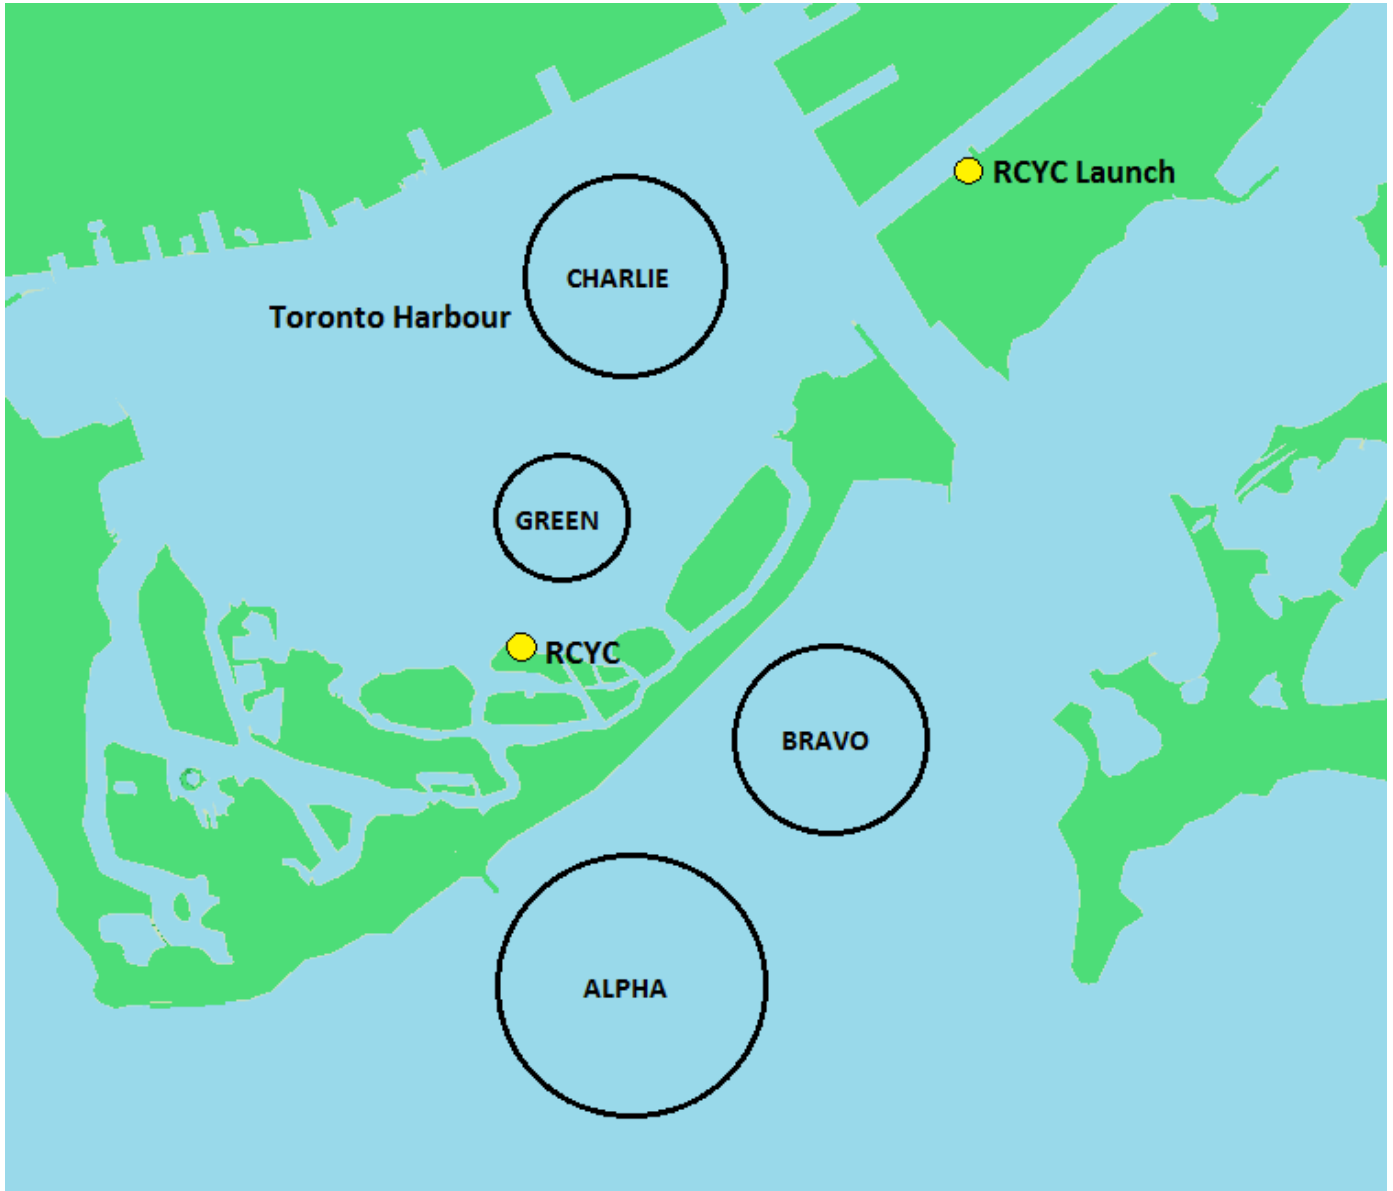 RCYC Launch
CHARLIE
Toronto Harbour
GREEN
RCYC
BRAVO
ALPHA